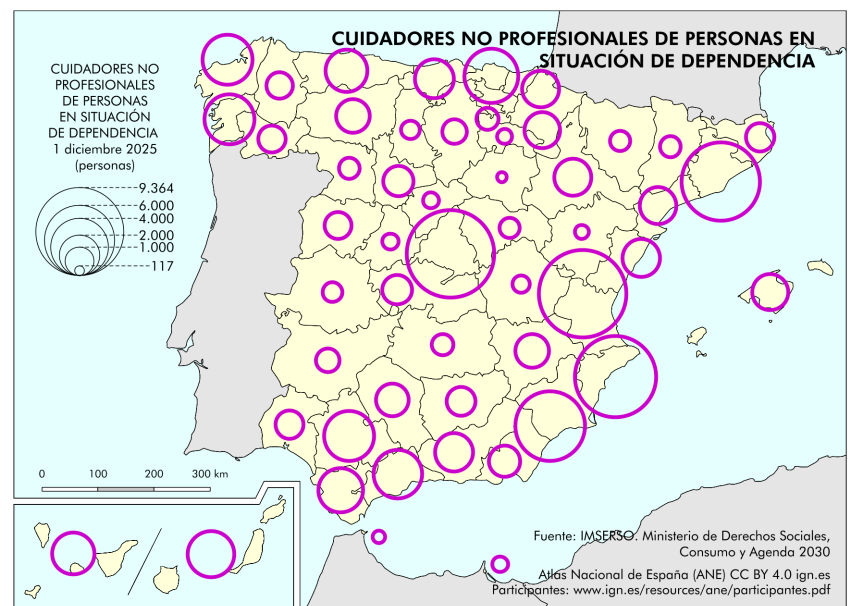 CUIDADORES NO PROFESIONALES DE PERSONAS EN
SITUACIÓN DE DEPENDENCIA
CUIDADORES NO
PROFESIONALES
DE PERSONAS
EN SITUACIÓN
DE DEPENDENCIA
1 diciembre 2025
(personas)
9.364
6.000
4.000
2.000
1.000
117
0 100 200 300 km
Fuente: IMSERSO. Ministerio de Derechos Sociales,
Consumo y Agenda 2030
Atlas Nacional de España (ANE) CC BY 4.0 ign.es
Participantes: www.ign.es/resources/ane/participantes.pdf